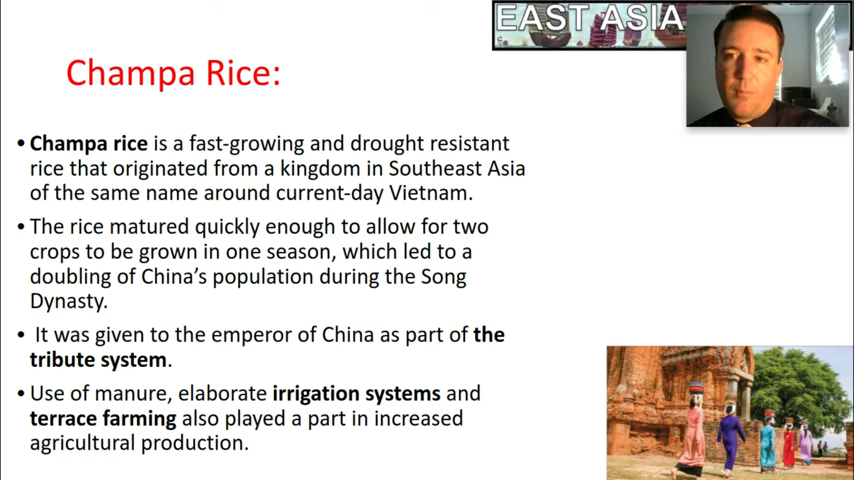 EAST ASIA
Champa Rice:
• Champa rice is a fast-growing and drought resistant
rice that originated from a kingdom in Southeast Asia
of the same name around current-day Vietnam.
• The rice matured quickly enough to allow for two
crops to be grown in one season, which led to a
doubling of China’s population during the Song
Dynasty.
• It was given to the emperor of China as part of the
tribute system.
• Use of manure, elaborate irrigation systems and
terrace farming also played a part in increased
agricultural production.